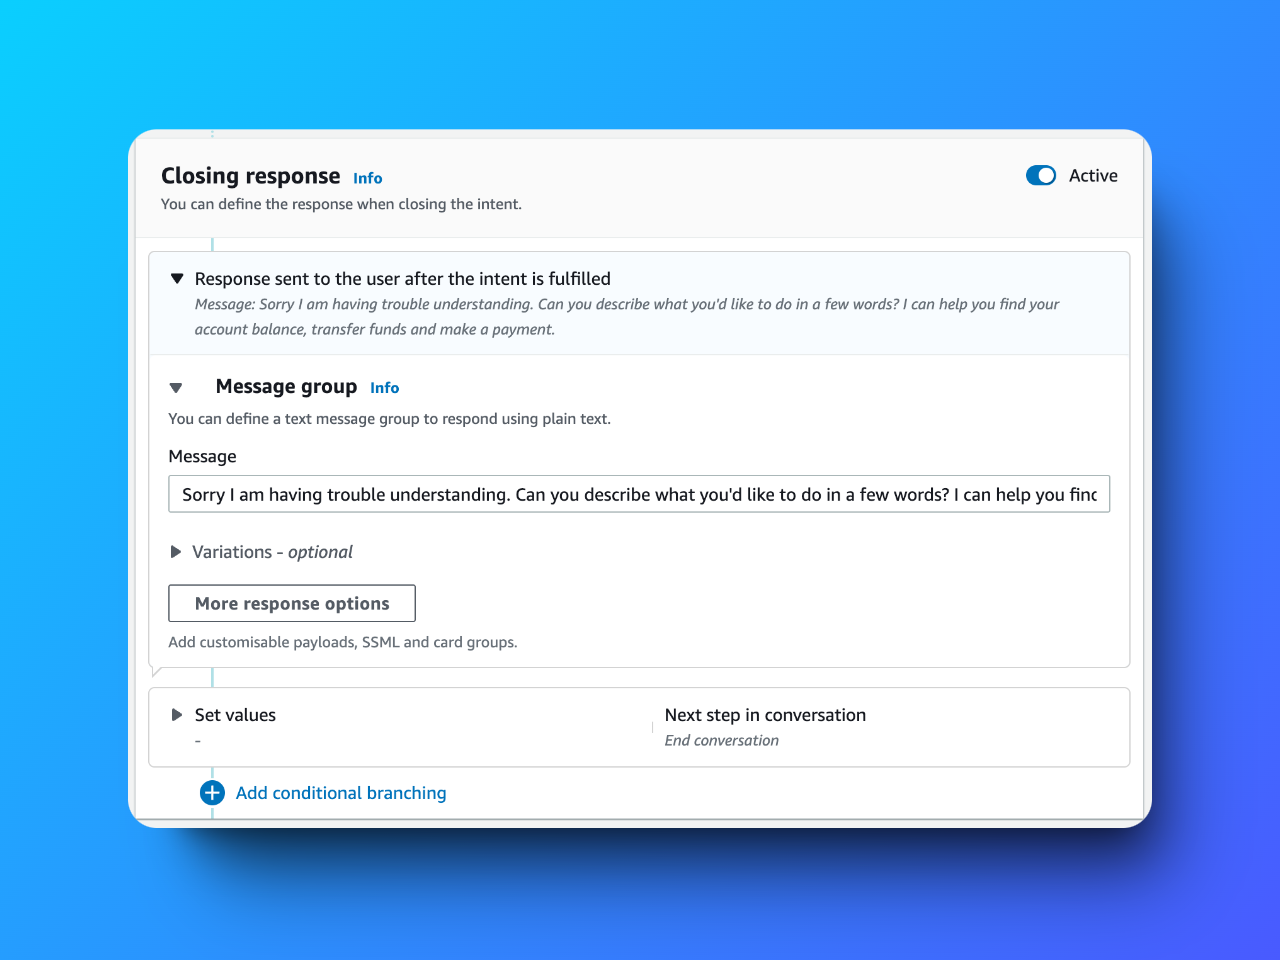 Closing response Info
Active
You can define the response when closing the intent.
Response sent to the user after the intent is fulfilled
Message: Sorry I am having trouble understanding. Can you describe what you'd like to do in a few words? I can help you find your
account balance, transfer funds and make a payment.
Message group Info
You can define a text message group to respond using plain text.
Message
Sorry I am having trouble understanding. Can you describe what you'd like to do in a few words? I can help you find
Variations - optional
More response options
Add customisable payloads, SSML and card groups.
Set values
-
Next step in conversation
End conversation
Add conditional branching